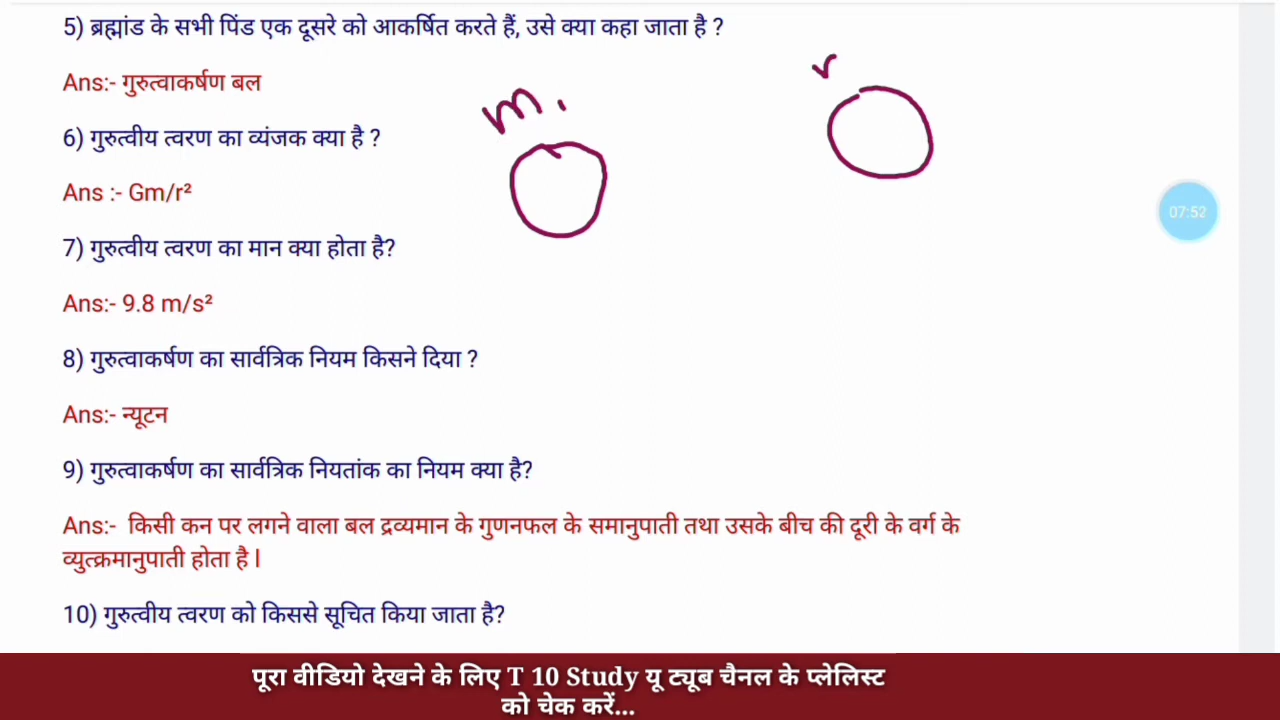 5) ब्रह्मांड के सभी पिंड एक दूसरे को आकर्षित करते हैं, उसे क्या कहा जाता है ?
Ans:- गुरुत्वाकर्षण बल
m1
6) गुरुत्वीय त्वरण का व्यंजक क्या है ?
Ans :- Gm/r²
07:52
7) गुरुत्वीय त्वरण का मान क्या होता है?
Ans:- 9.8 m/s²
8) गुरुत्वाकर्षण का सार्वत्रिक नियम किसने दिया ?
Ans:- न्यूटन
9) गुरुत्वाकर्षण का सार्वत्रिक नियतांक का नियम क्या है?
Ans:- किसी कन पर लगने वाला बल द्रव्यमान के गुणनफल के समानुपाती तथा उसके बीच की दूरी के वर्ग के
व्युत्क्रमानुपाती होता है l
10) गुरुत्वीय त्वरण को किससे सूचित किया जाता है?
पूरा वीडियो देखने के लिए T 10 Study यू ट्यूब चैनल के प्लेलिस्ट
को चेक करें...